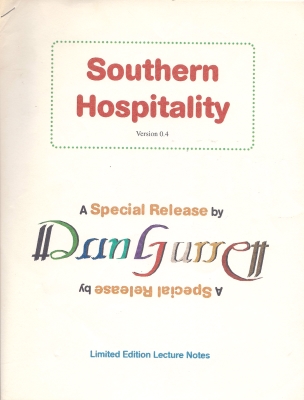 Southern
Hospitality
Version 0.4
A Special Release by
Dan Garrett
A Special Release by
Limited Edition Lecture Notes